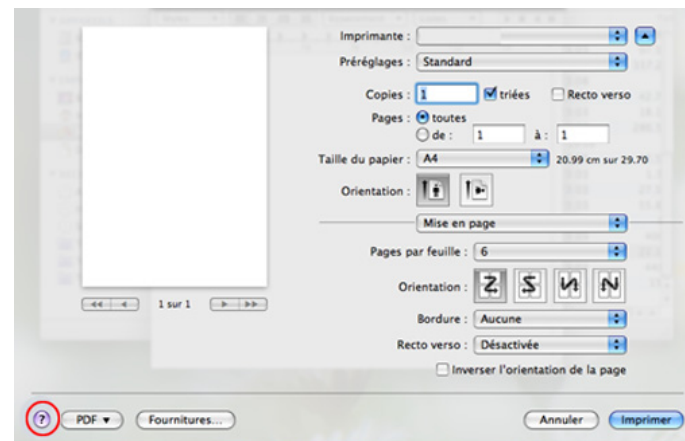 Imprimante :
Préréglages : Standard
Copies : 1 triées Recto verso
Pages : toutes
de : 1 à : 1
Taille du papier : A4 20.99 cm sur 29.70
Orientation :
Mise en page
Pages par feuille : 6
Orientation :
1 sur 1
Bordure : Aucune
Recto verso : Désactivée
Inverser l'orientation de la page
? PDF ▼ Fournitures... Annuler Imprimer